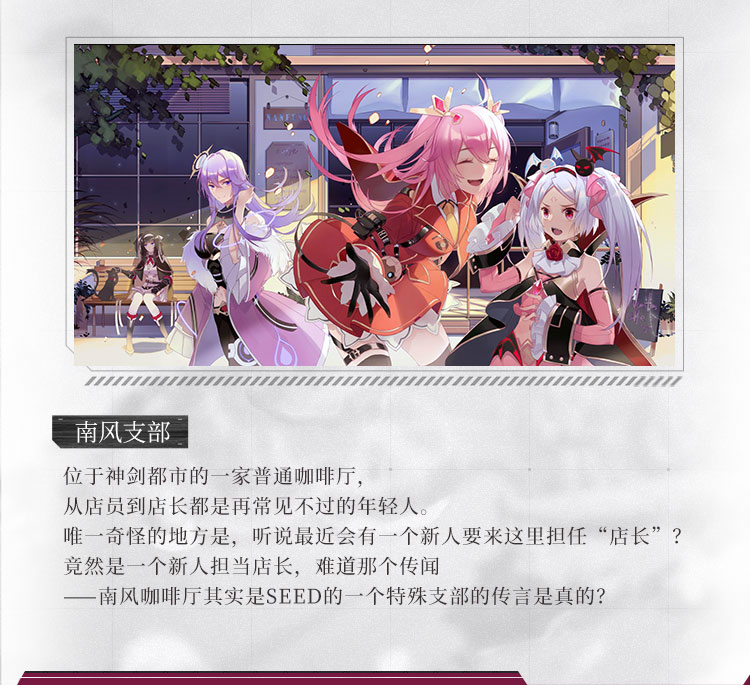 南风支部
位于神剑都市的一家普通咖啡厅，
从店员到店长都是再常见不过的年轻人。
唯一奇怪的地方是，听说最近会有一个新人要来这里担任“店长”？
竟然是一个新人担当店长，难道那个传闻
——南风咖啡厅其实是SEED的一个特殊支部的传言是真的？